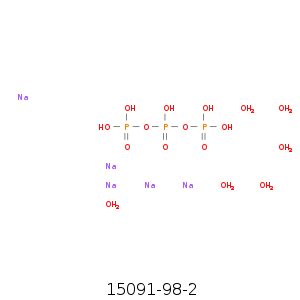 Na
OH OH OH OH2 OH2
HO P O P O P OH
O O O OH2
Na
Na Na Na OH2 OH2
OH2
15091-98-2